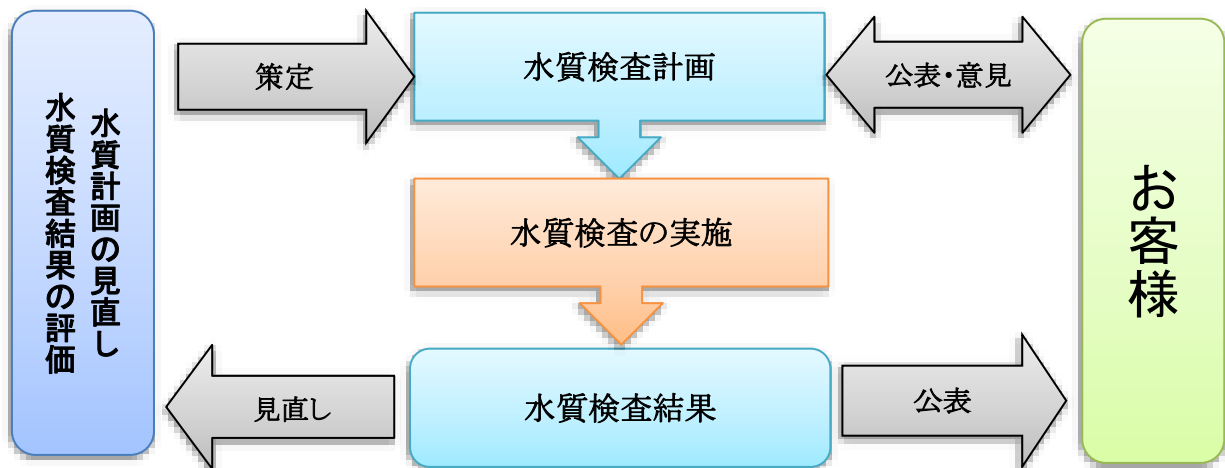 水質計画の見直し
水質検査結果の評価
策定
水質検査計画
公表・意見
お客様
水質検査の実施
見直し
水質検査結果
公表